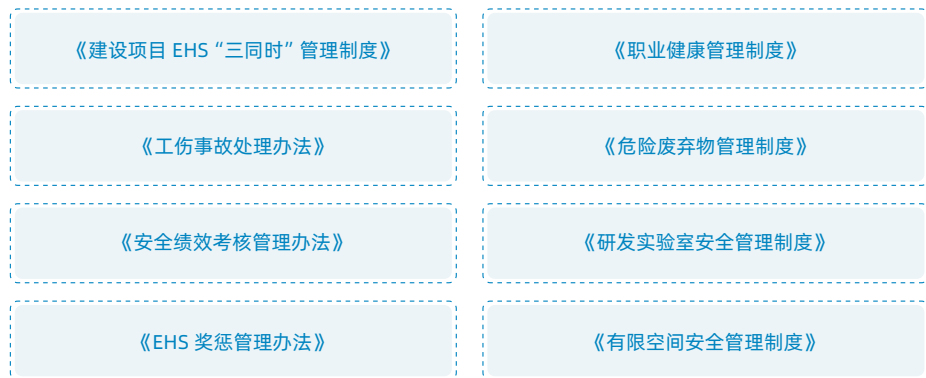 《建设项目 EHS“三同时”管理制度》
《职业健康管理制度》
《工伤事故处理办法》
《危险废弃物管理制度》
《安全绩效考核管理办法》
《研发实验室安全管理制度》
《EHS 奖惩管理办法》
《有限空间安全管理制度》